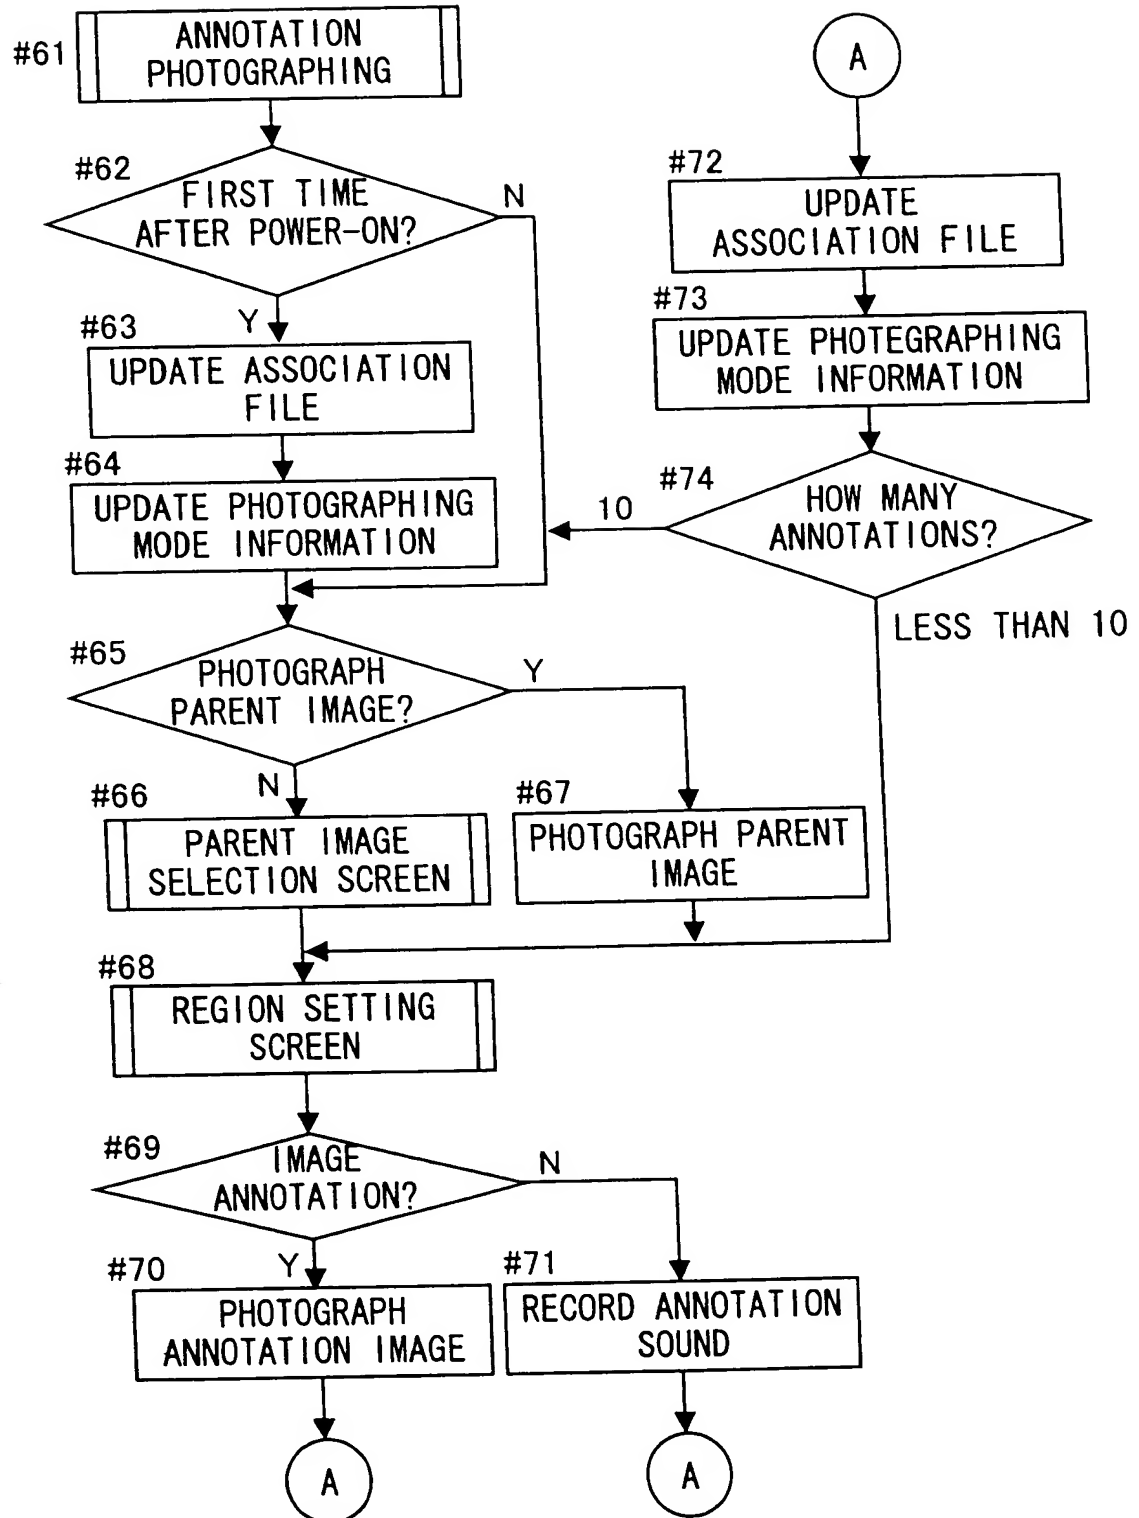 #61
ANNOTATION
PHOTOGRAPHING
#62
FIRST TIME
AFTER POWER-ON?
N
Y
#63
UPDATE ASSOCIATION
FILE
#64
UPDATE PHOTOGRAPHING
MODE INFORMATION
#65
PHOTOGRAPH
PARENT IMAGE?
Y
N
#66
PARENT IMAGE
SELECTION SCREEN
#67
PHOTOGRAPH PARENT
IMAGE
#68
REGION SETTING
SCREEN
#69
IMAGE
ANNOTATION?
N
Y
#70
PHOTOGRAPH
ANNOTATION IMAGE
#71
RECORD ANNOTATION
SOUND
A
A
A
#72
UPDATE
ASSOCIATION FILE
#73
UPDATE PHOTEGRAPHING
MODE INFORMATION
#74
HOW MANY
ANNOTATIONS?
10
LESS THAN 10